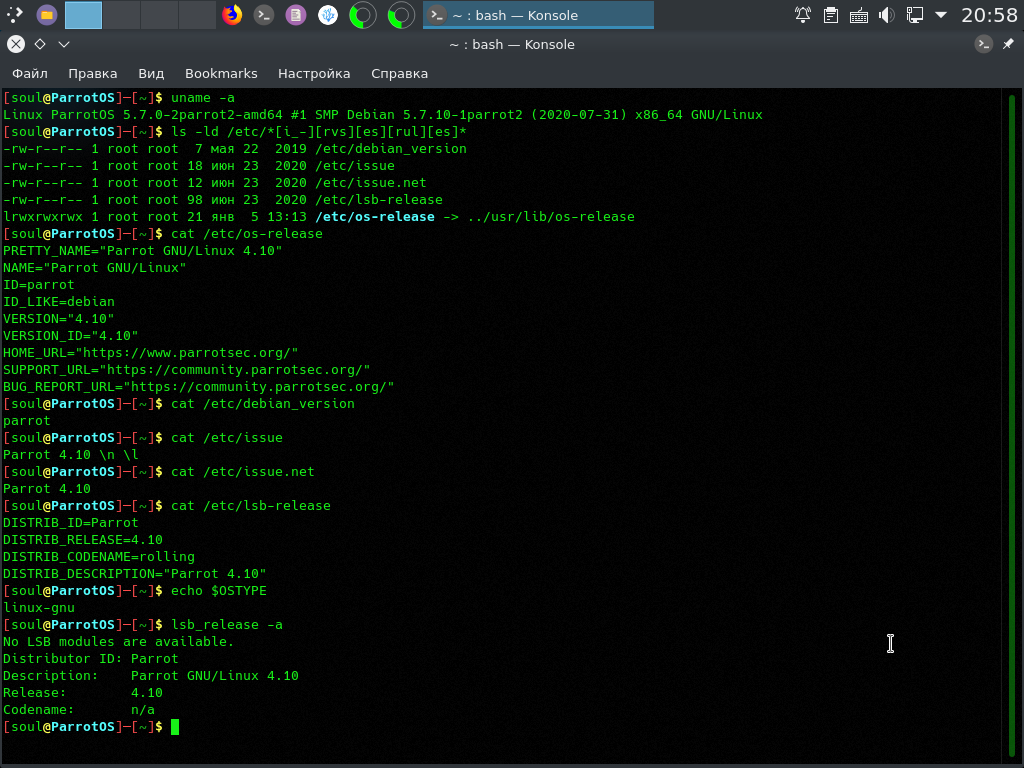 ~ : bash — Konsole
20:58
~ : bash — Konsole
Файл Правка Вид Bookmarks Настройка Справка
[soul@ParrotOS]─[~]$ uname -a
Linux ParrotOS 5.7.0-2parrot2-amd64 #1 SMP Debian 5.7.10-1parrot2 (2020-07-31) x86_64 GNU/Linux
[soul@ParrotOS]─[~]$ ls -ld /etc/*[i_-][rvs][es][rul][es]*
-rw-r--r-- 1 root root  7 мая 22  2019 /etc/debian_version
-rw-r--r-- 1 root root 18 июн 23  2020 /etc/issue
-rw-r--r-- 1 root root 12 июн 23  2020 /etc/issue.net
-rw-r--r-- 1 root root 98 июн 23  2020 /etc/lsb-release
lrwxrwxrwx 1 root root 21 янв  5 13:13 /etc/os-release -> ../usr/lib/os-release
[soul@ParrotOS]─[~]$ cat /etc/os-release
PRETTY_NAME="Parrot GNU/Linux 4.10"
NAME="Parrot GNU/Linux"
ID=parrot
ID_LIKE=debian
VERSION="4.10"
VERSION_ID="4.10"
HOME_URL="https://www.parrotsec.org/"
SUPPORT_URL="https://community.parrotsec.org/"
BUG_REPORT_URL="https://community.parrotsec.org/"
[soul@ParrotOS]─[~]$ cat /etc/debian_version
parrot
[soul@ParrotOS]─[~]$ cat /etc/issue
Parrot 4.10 \n \l
[soul@ParrotOS]─[~]$ cat /etc/issue.net
Parrot 4.10
[soul@ParrotOS]─[~]$ cat /etc/lsb-release
DISTRIB_ID=Parrot
DISTRIB_RELEASE=4.10
DISTRIB_CODENAME=rolling
DISTRIB_DESCRIPTION="Parrot 4.10"
[soul@ParrotOS]─[~]$ echo $OSTYPE
linux-gnu
[soul@ParrotOS]─[~]$ lsb_release -a
No LSB modules are available.
Distributor ID: Parrot
Description:    Parrot GNU/Linux 4.10
Release:        4.10
Codename:       n/a
[soul@ParrotOS]─[~]$